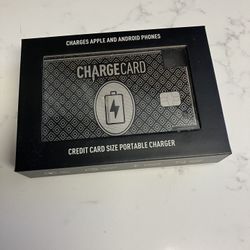 CHARGES APPLE AND ANDROID PHONES
CHARGECARD
CREDIT CARD SIZE PORTABLE CHARGER